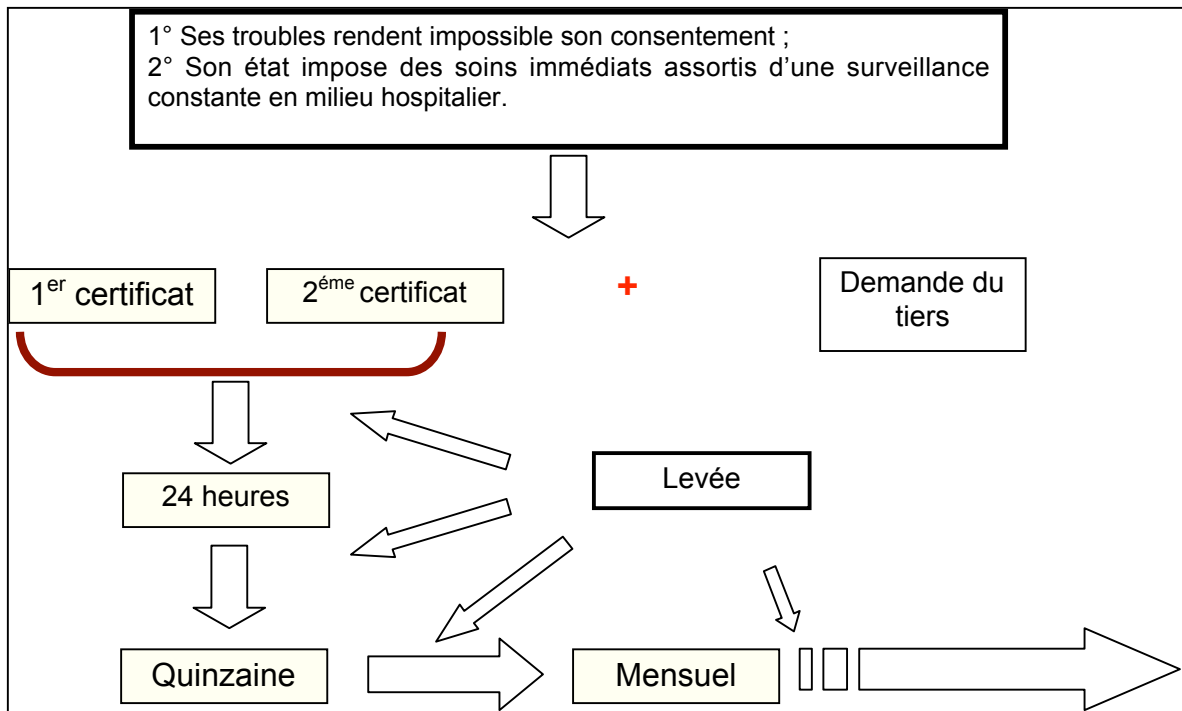 1° Ses troubles rendent impossible son consentement ;
2° Son état impose des soins immédiats assortis d’une surveillance
constante en milieu hospitalier.
1er certificat
2éme certificat
+
Demande du
tiers
24 heures
Levée
Quinzaine
Mensuel